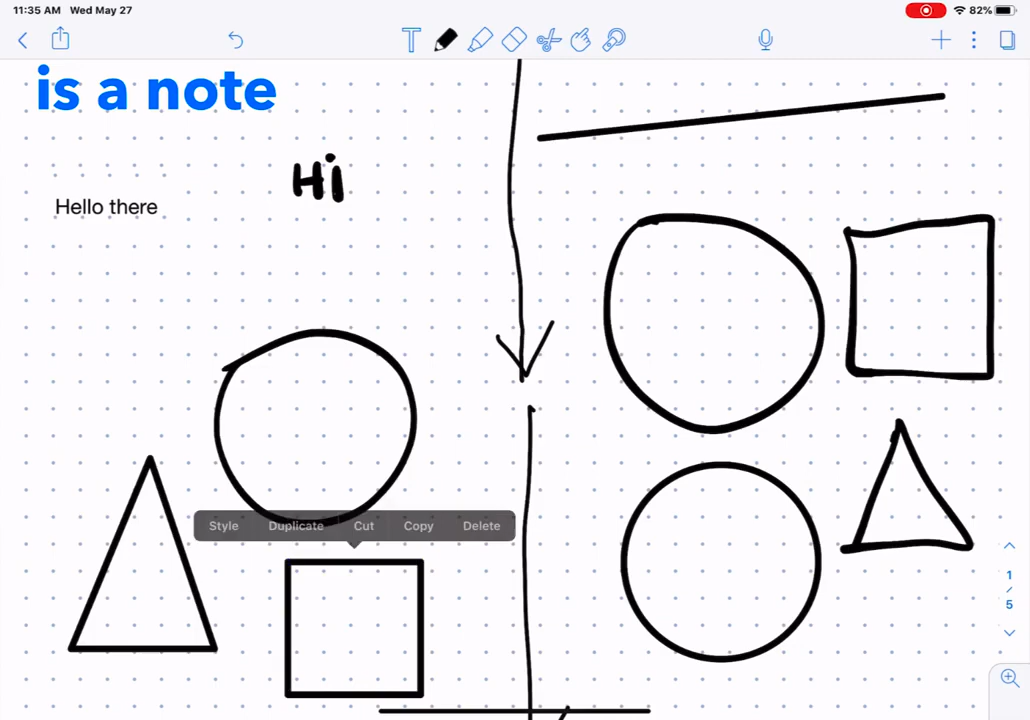 11:35 AM Wed May 27
82%
is a note
Hi
Hello there
Style Duplicate Cut Copy Delete
1
/
5